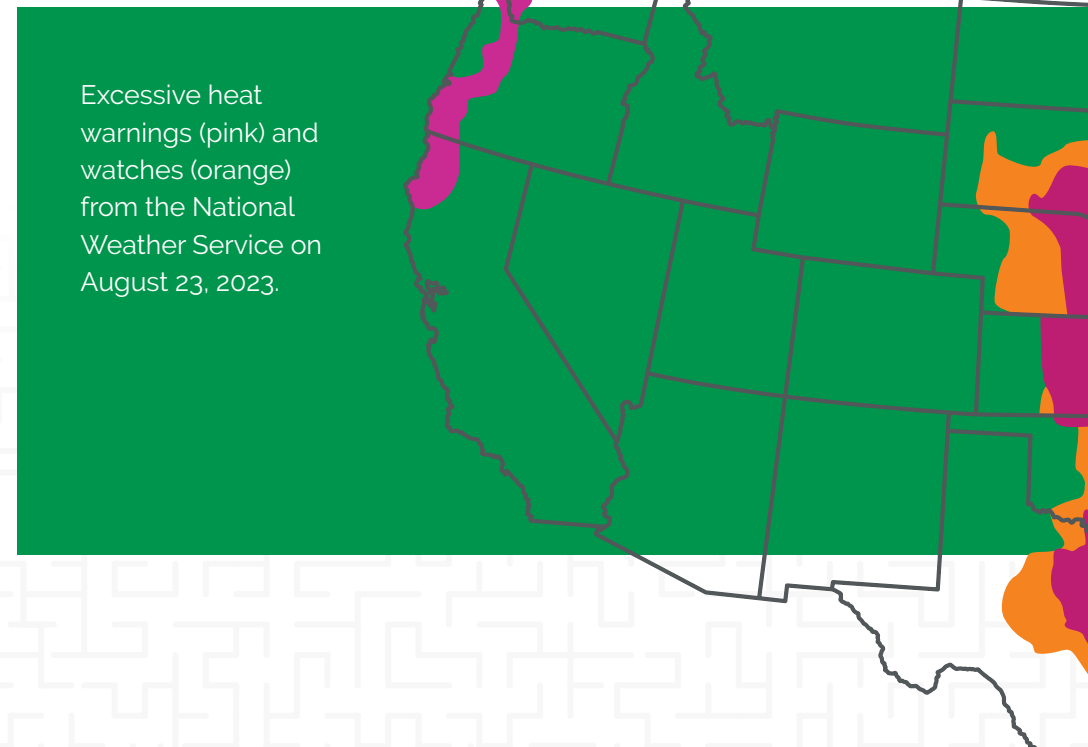 Excessive heat
warnings (pink) and
watches (orange)
from the National
Weather Service on
August 23, 2023.